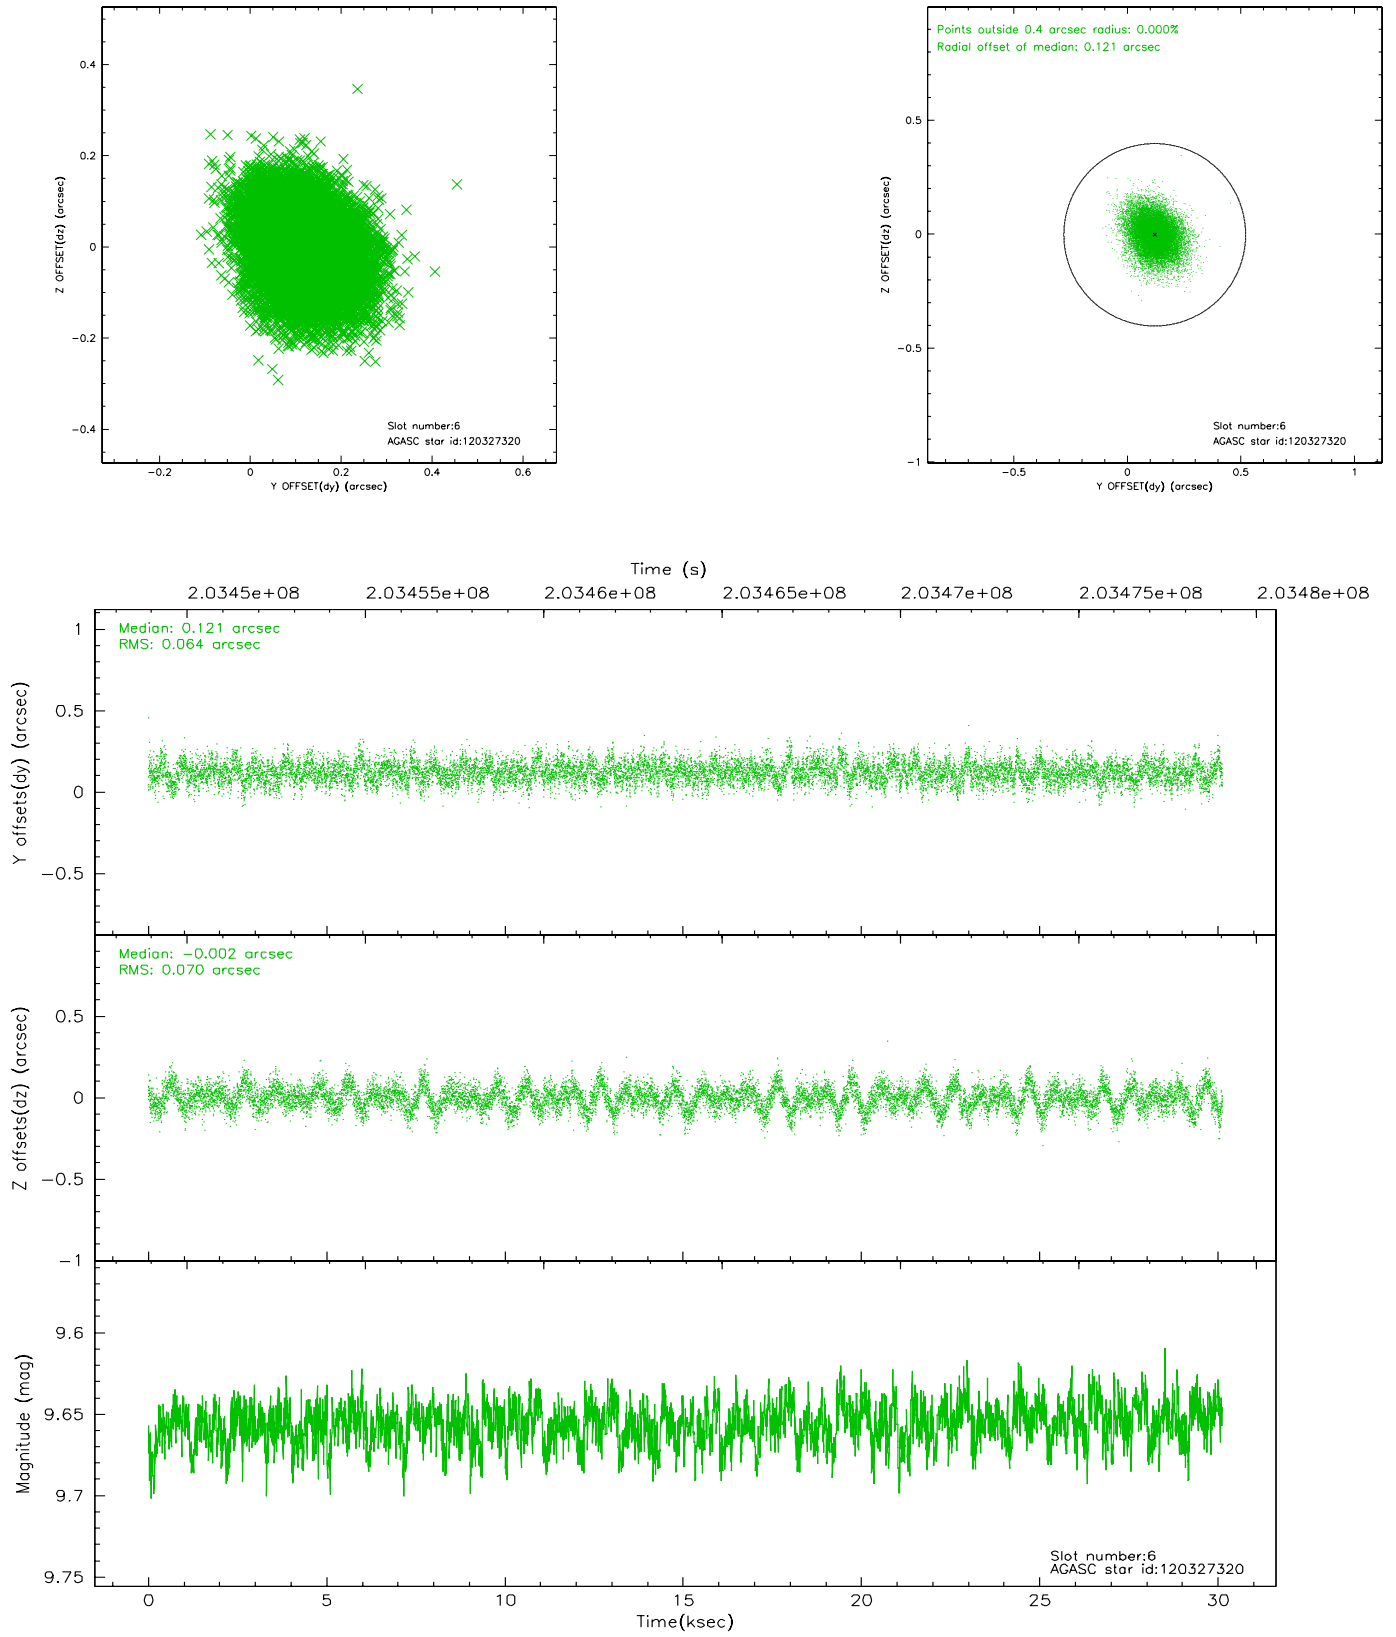 0.4
0.2
0
−0.2
−0.4
Z OFFSET(dz) (arcsec)
Slot number:6
AGASC star id:120327320
−0.2 0 0.2 0.4 0.6
Y OFFSET(dy) (arcsec)
Points outside 0.4 arcsec radius: 0.000%
Radial offset of median: 0.121 arcsec
0.5
0
−0.5
−1
Z OFFSET(dz) (arcsec)
Slot number:6
AGASC star id:120327320
−0.5 0 0.5 1
Y OFFSET(dy) (arcsec)
Time (s)
2.0345e+08 2.03455e+08 2.0346e+08 2.03465e+08 2.0347e+08 2.03475e+08 2.0348e+08
Median: 0.121 arcsec
RMS: 0.064 arcsec
1
0.5
0
−0.5
Y offsets(dy) (arcsec)
Median: −0.002 arcsec
RMS: 0.070 arcsec
0.5
0
−0.5
−1
Z offsets(dz) (arcsec)
9.6
9.65
9.7
9.75
Magnitude (mag)
Slot number:6
AGASC star id:120327320
0 5 10 15 20 25 30
Time(ksec)